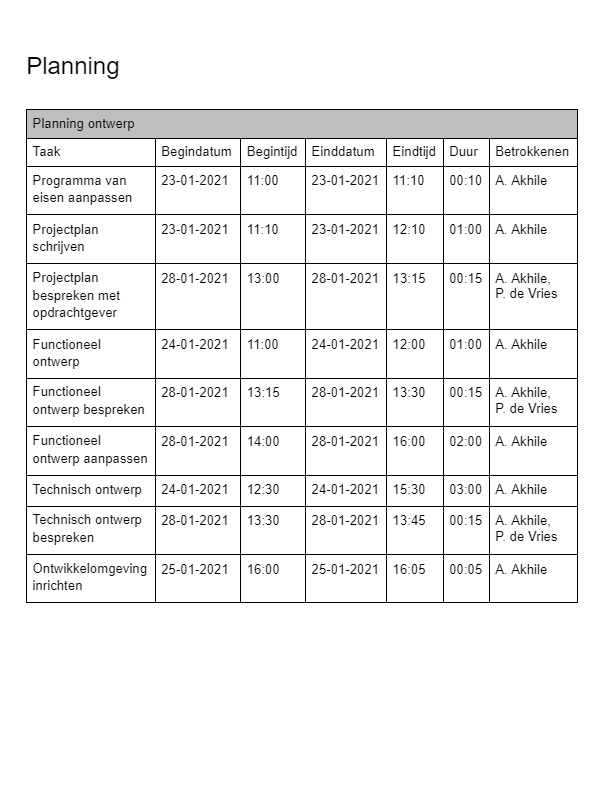 Planning
Planning ontwerp
Taak Begindatum Begintijd Einddatum Eindtijd Duur Betrokkenen
Programma van 23-01-2021 11:00 23-01-2021 11:10 00:10 A. Akhile
eisen aanpassen
Projectplan 23-01-2021 11:10 23-01-2021 12:10 01:00 A. Akhile
schrijven
Projectplan 28-01-2021 13:00 28-01-2021 13:15 00:15 A. Akhile,
bespreken met P. de Vries
opdrachtgever
Functioneel 24-01-2021 11:00 24-01-2021 12:00 01:00 A. Akhile
ontwerp
Functioneel 28-01-2021 13:15 28-01-2021 13:30 00:15 A. Akhile,
ontwerp bespreken P. de Vries
Functioneel 28-01-2021 14:00 28-01-2021 16:00 02:00 A. Akhile
ontwerp aanpassen
Technisch ontwerp 24-01-2021 12:30 24-01-2021 15:30 03:00 A. Akhile
Technisch ontwerp 28-01-2021 13:30 28-01-2021 13:45 00:15 A. Akhile,
bespreken P. de Vries
Ontwikkelomgeving 25-01-2021 16:00 25-01-2021 16:05 00:05 A. Akhile
inrichten